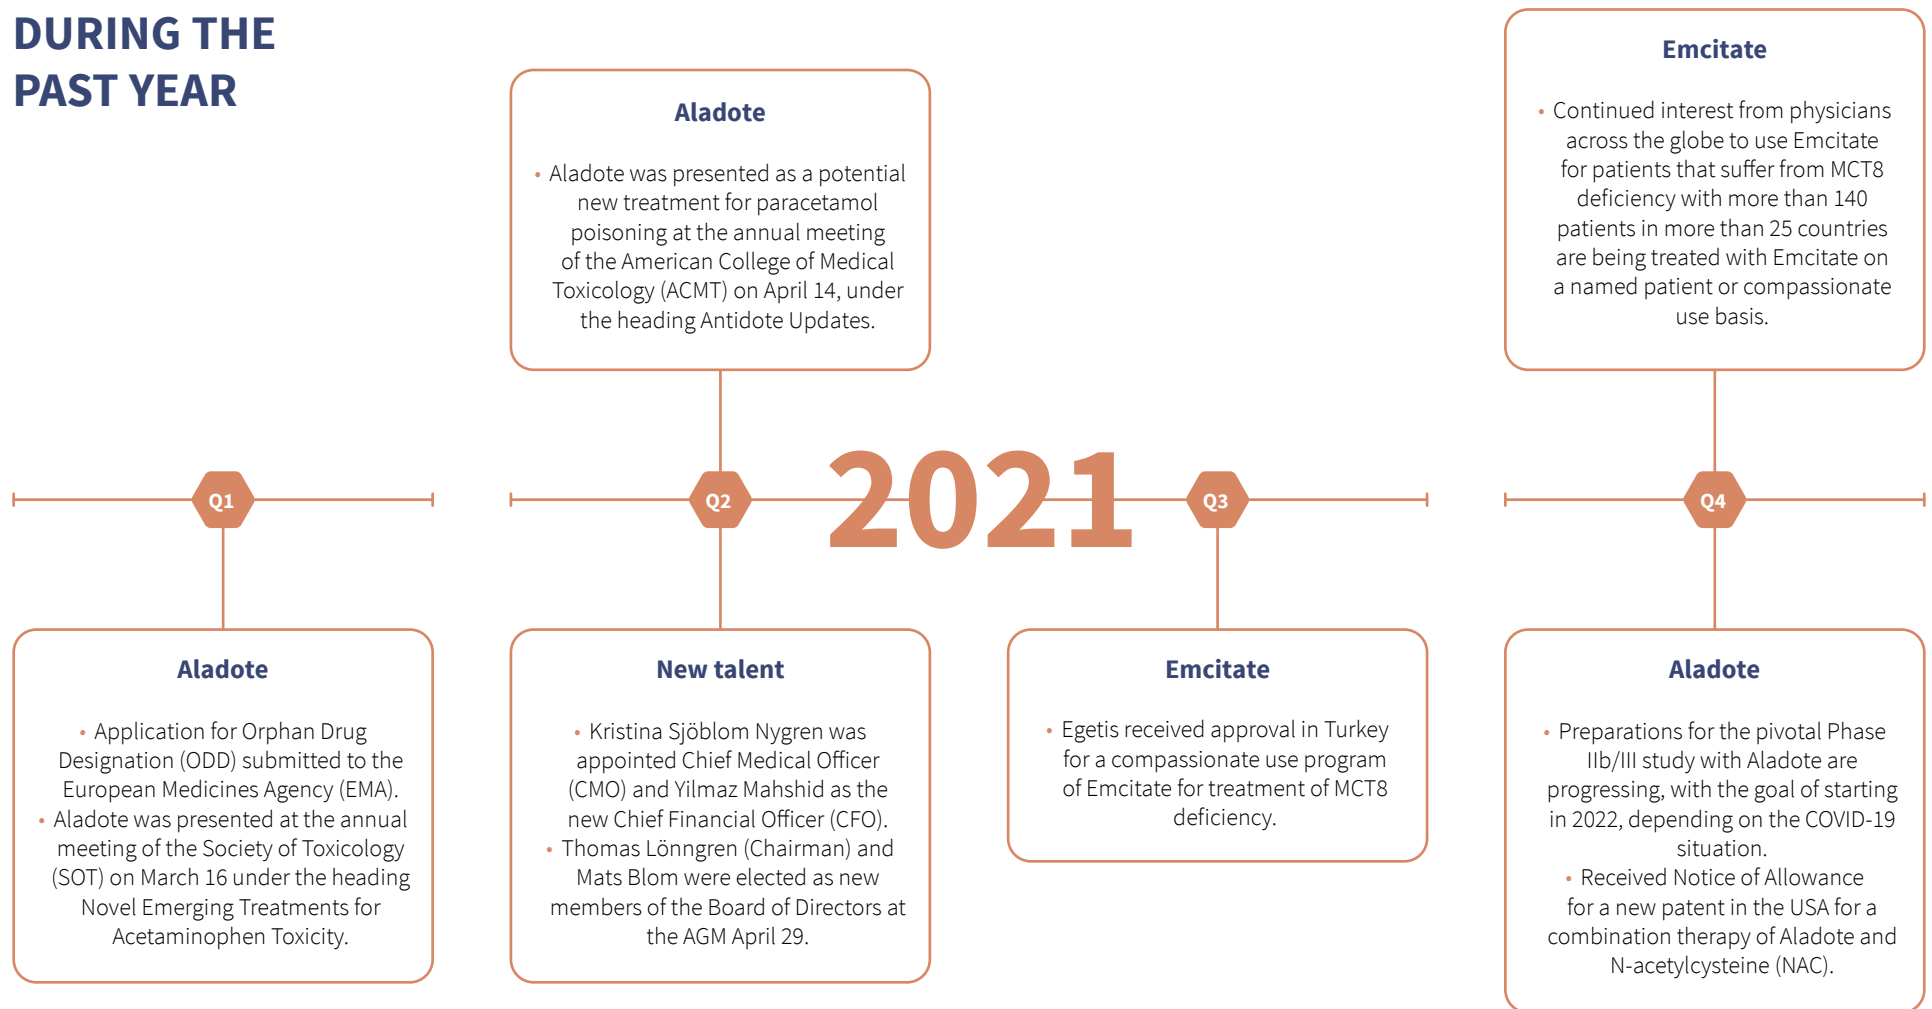 DURING THE
PAST YEAR
Aladote
• Aladote was presented as a potential
new treatment for paracetamol
poisoning at the annual meeting
of the American College of Medical
Toxicology (ACMT) on April 14, under
the heading Antidote Updates.
Emcitate
• Continued interest from physicians
across the globe to use Emcitate
for patients that suffer from MCT8
deficiency with more than 140
patients in more than 25 countries
are being treated with Emcitate on
a named patient or compassionate
use basis.
Q1
Q2
2021
Q3
Q4
Aladote
• Application for Orphan Drug
Designation (ODD) submitted to the
European Medicines Agency (EMA).
• Aladote was presented at the annual
meeting of the Society of Toxicology
(SOT) on March 16 under the heading
Novel Emerging Treatments for
Acetaminophen Toxicity.
New talent
• Kristina Sjöblom Nygren was
appointed Chief Medical Officer
(CMO) and Yilmaz Mahshid as the
new Chief Financial Officer (CFO).
• Thomas Lönngren (Chairman) and
Mats Blom were elected as new
members of the Board of Directors at
the AGM April 29.
Emcitate
• Egetis received approval in Turkey
for a compassionate use program
of Emcitate for treatment of MCT8
deficiency.
Aladote
• Preparations for the pivotal Phase
IIb/III study with Aladote are
progressing, with the goal of starting
in 2022, depending on the COVID-19
situation.
• Received Notice of Allowance
for a new patent in the USA for a
combination therapy of Aladote and
N-acetylcysteine (NAC).